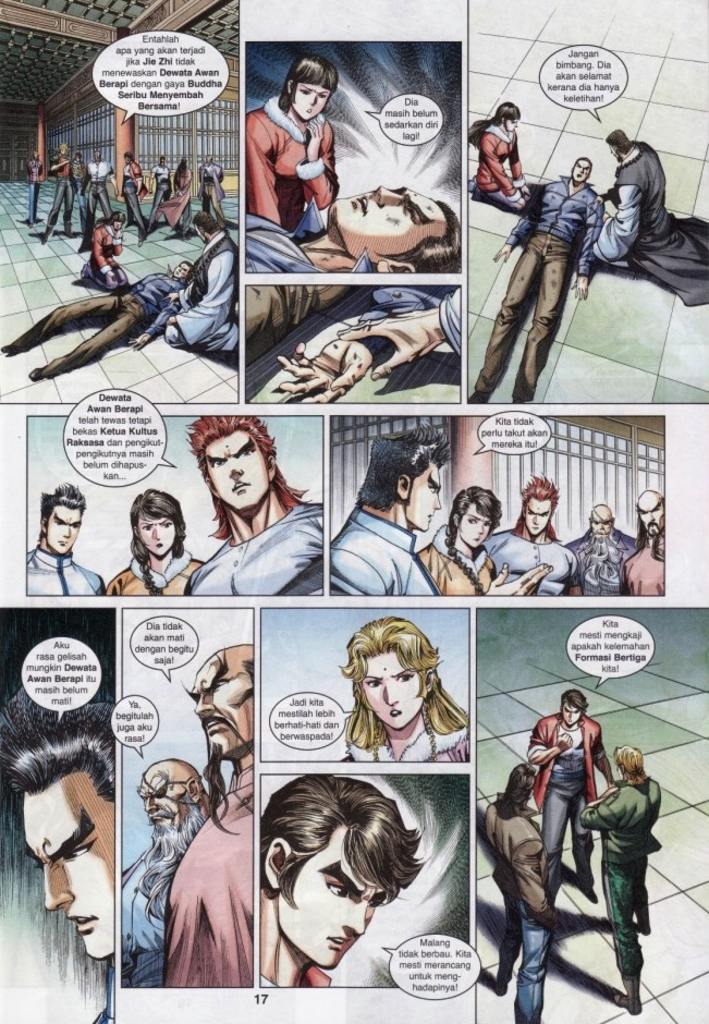 Entahlah
apa yang akan terjadi
jika Jie Zhi tidak
menewaskan Dewata Awan
Berapi dengan gaya Buddha
Seribu Menyembah
Bersama!
Dia
masih belum
sedarkan diri
lagi!
Jangan
bimbang. Dia
akan selamat
kerana dia hanya
keletihan!
Dewata
Awan Berapi
telah tewas tetapi
bekas Ketua Kultus
Raksasa dan pengikut-
pengikutnya masih
belum dihapus-
kan...
Kita tidak
perlu takut akan
mereka itu!
Aku
rasa gelisah
mungkin Dewata
Awan Berapi itu
masih belum
mati!
Dia tidak
akan mati
dengan begitu
saja!
Ya,
begitulah
juga aku
rasa!
Jadi kita
mestilah lebih
berhati-hati dan
berwaspada!
Malang
tidak berbau. Kita
mesti merancang
untuk meng-
hadapinya!
Kita
mesti mengkaji
apakah kelemahan
Formasi Bertiga
kita!
17